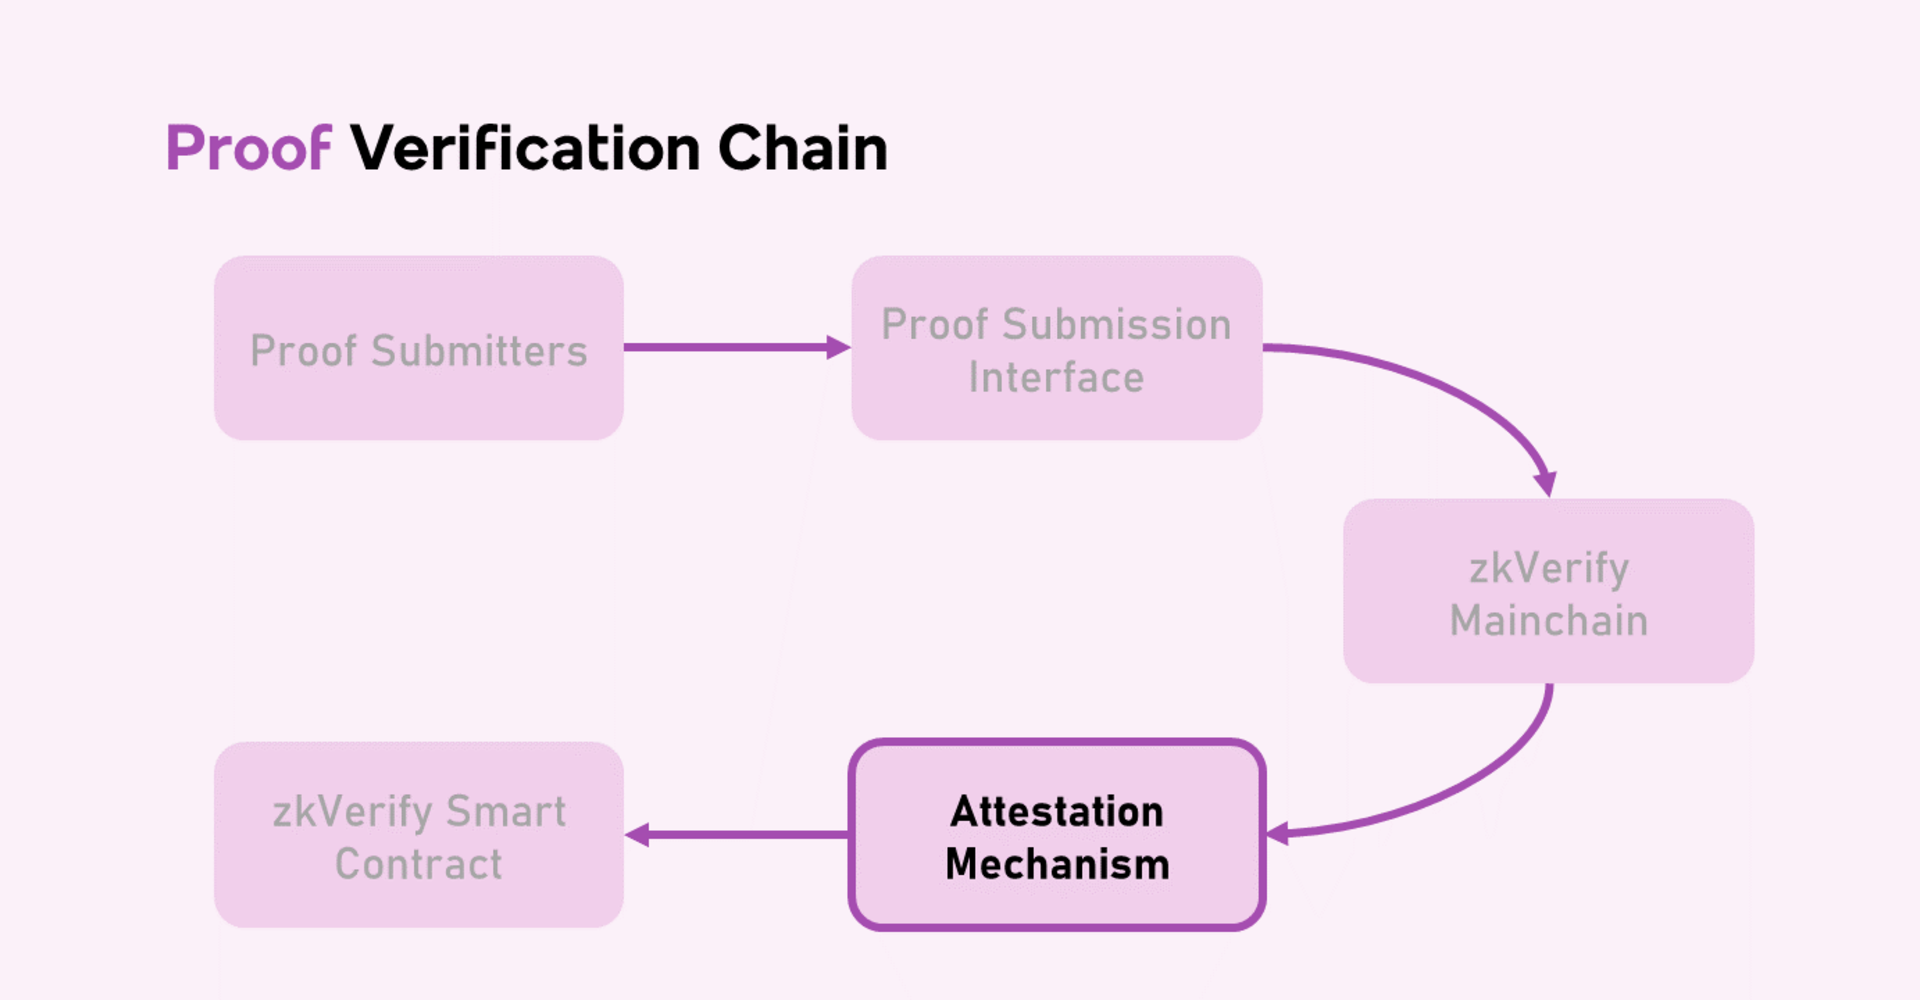 Proof Verification Chain
Proof Submitters
Proof Submission
Interface
zkVerify
Mainchain
Attestation
Mechanism
zkVerify Smart
Contract